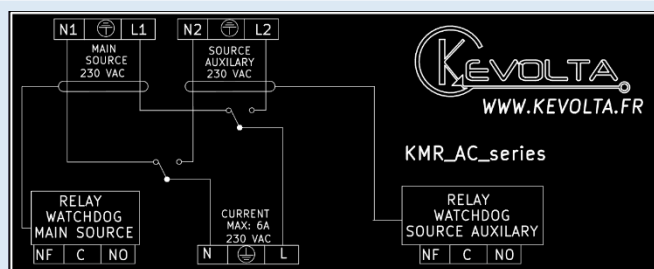 N1 L1 N2 L2
MAIN
SOURCE
230 VAC
SOURCE
AUXILARY
230 VAC
KEVOLTA
WWW.KEVOLTA.FR
KMR_AC_series
RELAY
WATCHDOG
MAIN SOURCE
NF C NO
CURRENT
MAX: 6A
230 VAC
N L
RELAY
WATCHDOG
SOURCE AUXILARY
NF C NO